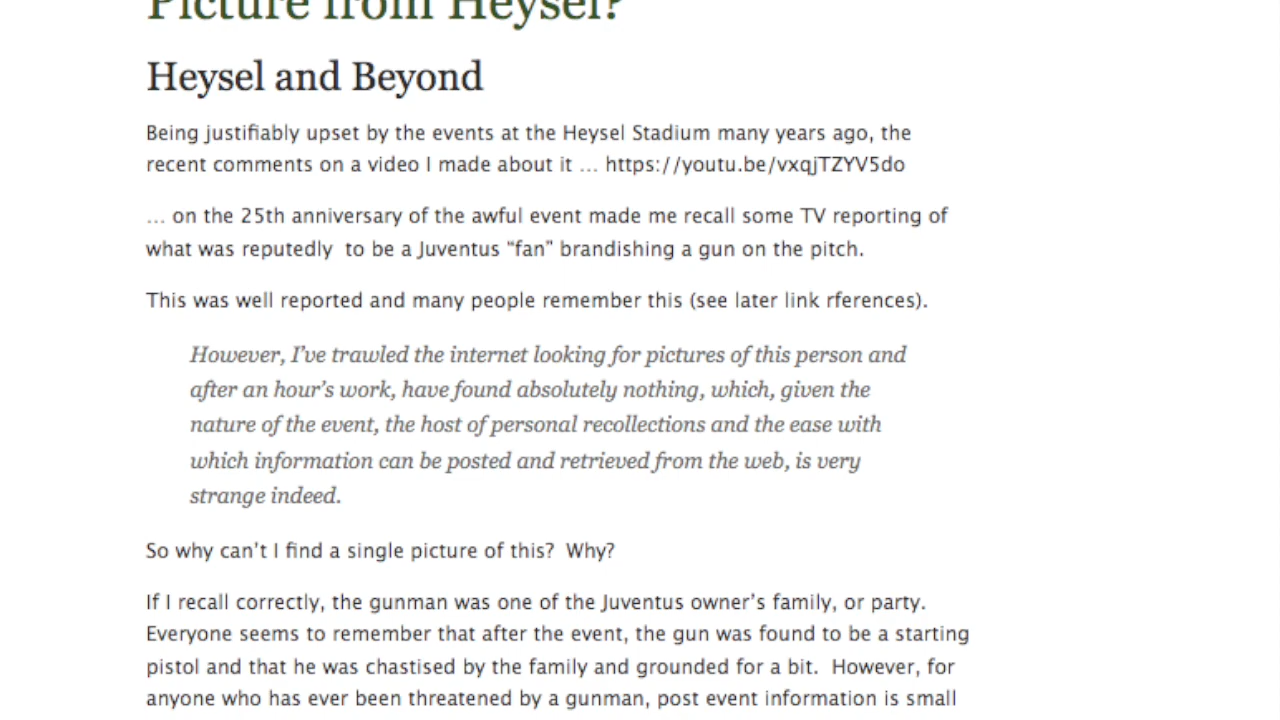 Picture from Heysel?
Heysel and Beyond
Being justifiably upset by the events at the Heysel Stadium many years ago, the
recent comments on a video I made about it … https://youtu.be/vxqjTZYV5do
… on the 25th anniversary of the awful event made me recall some TV reporting of
what was reputedly  to be a Juventus “fan” brandishing a gun on the pitch.
This was well reported and many people remember this (see later link rferences).
However, I’ve trawled the internet looking for pictures of this person and
after an hour’s work, have found absolutely nothing, which, given the
nature of the event, the host of personal recollections and the ease with
which information can be posted and retrieved from the web, is very
strange indeed.
So why can’t I find a single picture of this?  Why?
If I recall correctly, the gunman was one of the Juventus owner’s family, or party.
Everyone seems to remember that after the event, the gun was found to be a starting
pistol and that he was chastised by the family and grounded for a bit.  However, for
anyone who has ever been threatened by a gunman, post event information is small